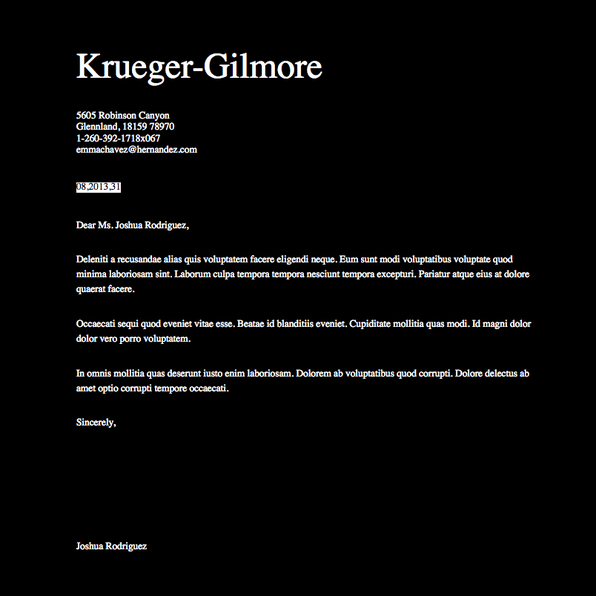 Krueger-Gilmore
5605 Robinson Canyon
Glennland, 18159 78970
1-260-392-1718x067
emmachavez@hernandez.com
08,2013,31
Dear Ms. Joshua Rodriguez,
Deleniti a recusandae alias quis voluptatem facere eligendi neque. Eum sunt modi voluptatibus voluptate quod
minima laboriosam sint. Laborum culpa tempora tempora nesciunt tempora excepturi. Pariatur atque eius at dolore
quaerat facere.
Occaecati sequi quod eveniet vitae esse. Beatae id blanditiis eveniet. Cupiditate mollitia quas modi. Id magni dolor
dolor vero porro voluptatem.
In omnis mollitia quas deserunt iusto enim laboriosam. Dolorem ab voluptatibus quod corrupti. Dolore delectus ab
amet optio corrupti tempore occaecati.
Sincerely,
Joshua Rodriguez